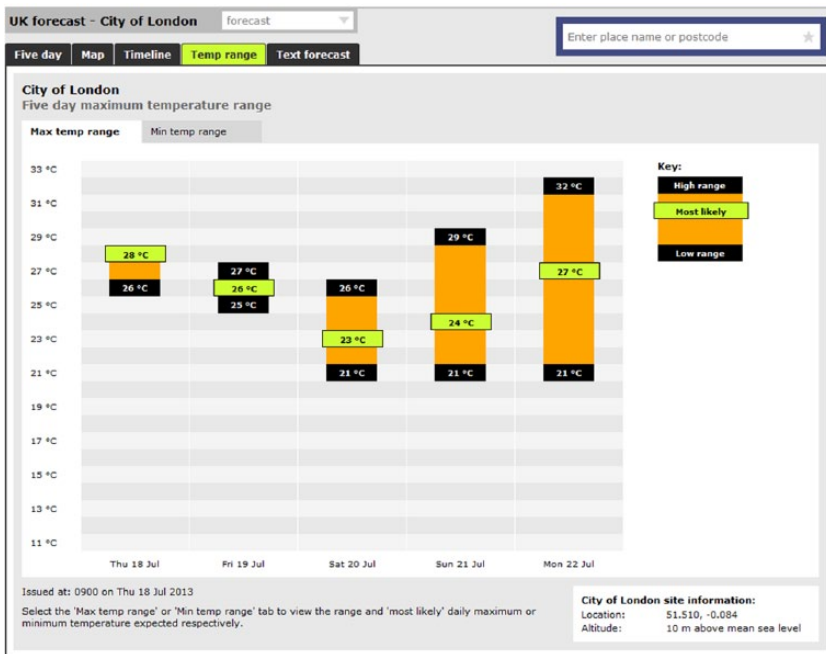 UK forecast - City of London
forecast
Enter place name or postcode
Five day Map Timeline Temp range Text forecast
City of London
Five day maximum temperature range
Max temp range Min temp range
33 °C
31 °C
29 °C
27 °C
25 °C
23 °C
21 °C
19 °C
17 °C
15 °C
13 °C
11 °C
28 °C
26 °C
27 °C
26 °C
25 °C
26 °C
23 °C
21 °C
29 °C
24 °C
21 °C
32 °C
27 °C
21 °C
Thu 18 Jul Fri 19 Jul Sat 20 Jul Sun 21 Jul Mon 22 Jul
Key:
High range
Most likely
Low range
Issued at: 0900 on Thu 18 Jul 2013
Select the 'Max temp range' or 'Min temp range' tab to view the range and 'most likely' daily maximum or
minimum temperature expected respectively.
City of London site information:
Location: 51.510, -0.084
Altitude: 10 m above mean sea level